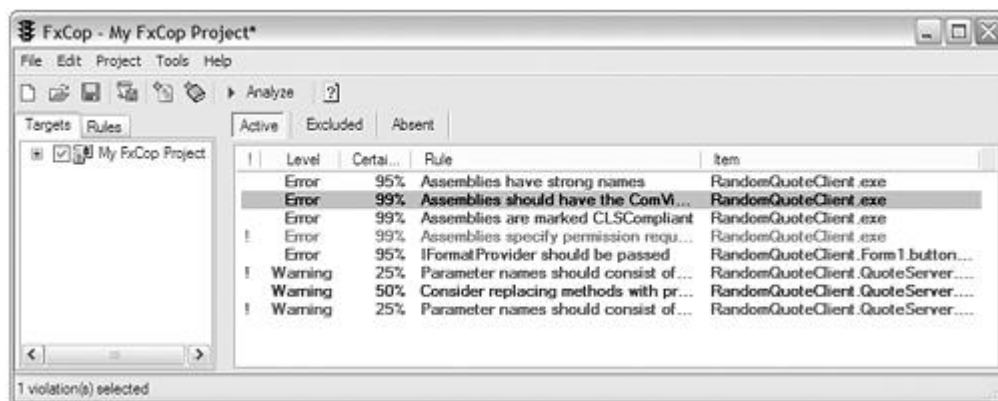 FxCop - My FxCop Project*
File Edit Project Tools Help
Analyze
Targets Rules
Active Excluded Absent
My FxCop Project
! Level Certai... Rule Item
Error 95% Assemblies have strong names RandomQuoteClient.exe
Error 99% Assemblies should have the ComVi... RandomQuoteClient.exe
Error 99% Assemblies are marked CLSCompliant RandomQuoteClient.exe
! Error 99% Assemblies specify permission requ... RandomQuoteClient.exe
Error 95% IFormatProvider should be passed RandomQuoteClient.Form1.button...
! Warning 25% Parameter names should consist of... RandomQuoteClient.QuoteServer....
Warning 50% Consider replacing methods with pr... RandomQuoteClient.QuoteServer....
! Warning 25% Parameter names should consist of... RandomQuoteClient.QuoteServer....
1 violation(s) selected